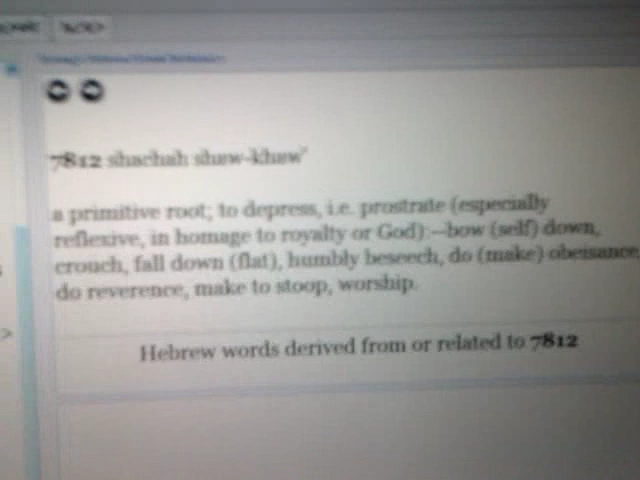 7812 shachah shaw-khaw'
a primitive root; to depress, i.e. prostrate (especially
reflexive, in homage to royalty or God):--bow (self) down,
crouch, fall down (flat), humbly beseech, do (make) obeisance,
do reverence, make to stoop, worship.
Hebrew words derived from or related to 7812